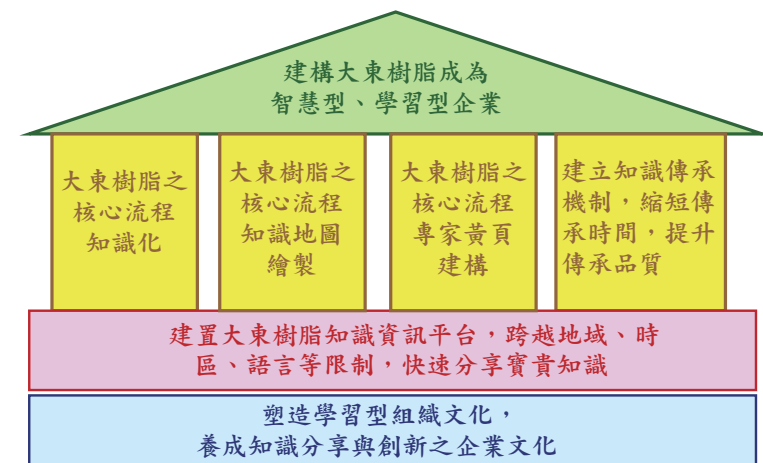 建構大東樹脂成為
智慧型、學習型企業
大東樹脂之
核心流程
知識化
大東樹脂之
核心流程
知識地圖
繪製
大東樹脂之
核心流程
專家黃頁
建構
建立知識傳承
機制，縮短傳
承時間，提升
傳承品質
建置大東樹脂知識資訊平台，跨越地域、時
區、語言等限制，快速分享寶貴知識
塑造學習型組織文化，
養成知識分享與創新之企業文化